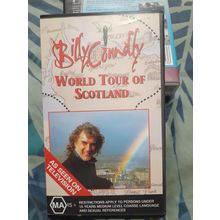 Billy Connolly
WORLD TOUR OF
SCOTLAND
AS SEEN ON
TELEVISION
MA 15+
RESTRICTIONS APPLY TO PERSONS UNDER
15 YEARS MEDIUM LEVEL COARSE LANGUAGE
AND SEXUAL REFERENCES